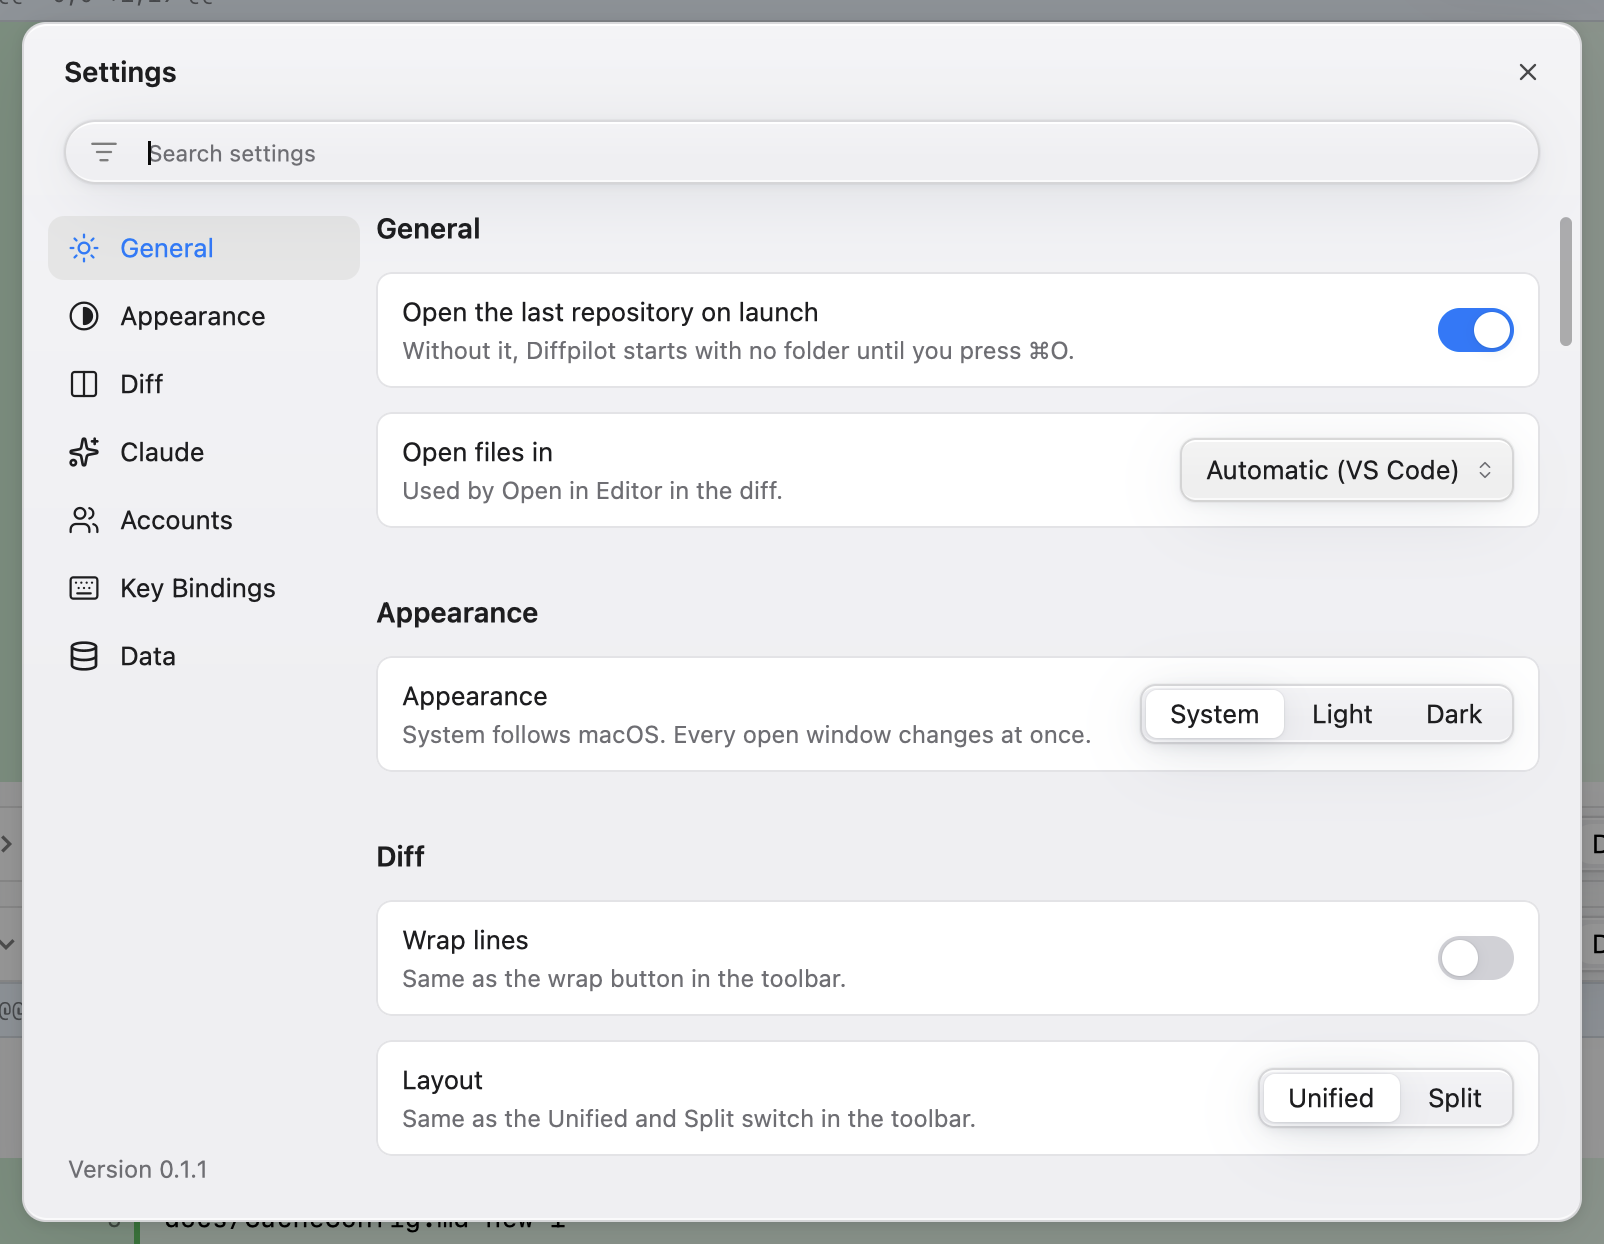 Settings
Search settings
General
Appearance
Diff
Claude
Accounts
Key Bindings
Data
Version 0.1.1
General
Open the last repository on launch
Without it, Diffpilot starts with no folder until you press ⌘O.
Open files in
Used by Open in Editor in the diff.
Automatic (VS Code)
Appearance
Appearance
System follows macOS. Every open window changes at once.
System Light Dark
Diff
Wrap lines
Same as the wrap button in the toolbar.
Layout
Same as the Unified and Split switch in the toolbar.
Unified Split